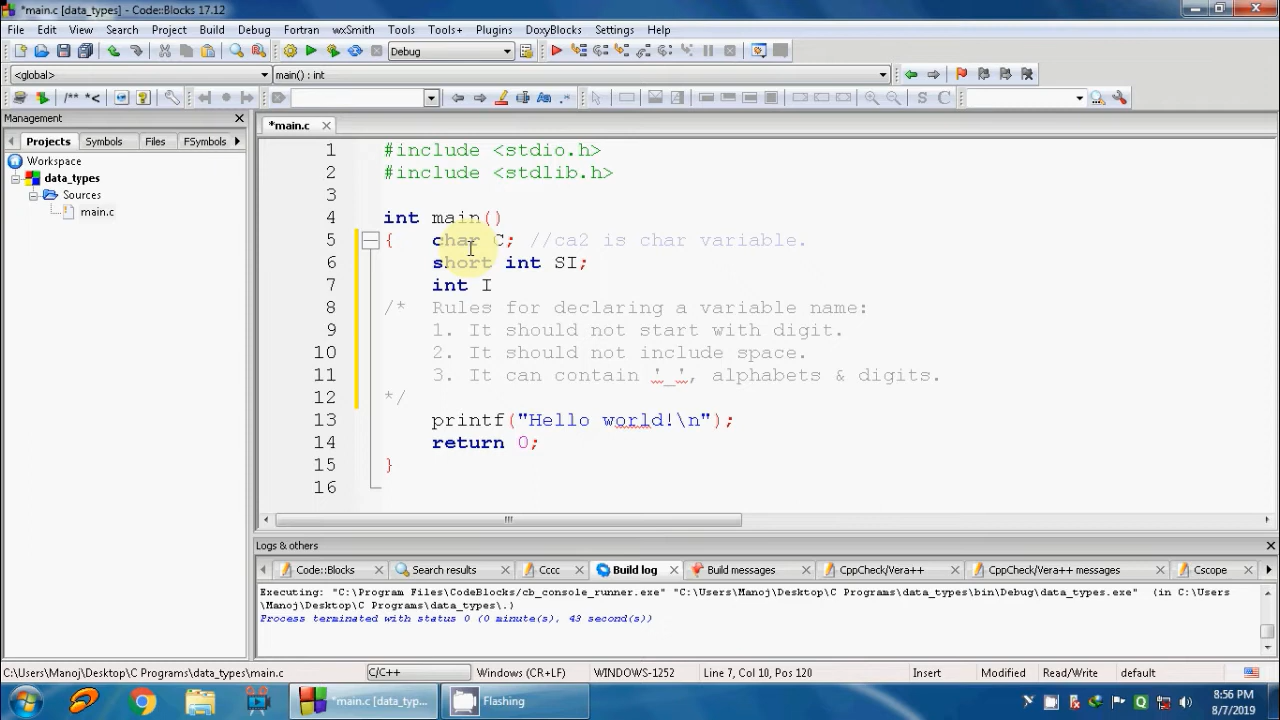 *main.c [data_types] - Code::Blocks 17.12
File Edit View Search Project Build Debug Fortran wxSmith Tools Tools+ Plugins DoxyBlocks Settings Help
Debug
<global> main() : int
/** *<
S C
Management
*main.c
Projects Symbols Files FSymbols
Workspace
data_types
Sources
main.c
1 #include <stdio.h>
2 #include <stdlib.h>
3
4 int main()
5 { char C; //ca2 is char variable.
6 short int SI;
7 int I
8 /* Rules for declaring a variable name:
9 1. It should not start with digit.
10 2. It should not include space.
11 3. It can contain '_', alphabets & digits.
12 */
13 printf("Hello world!\n");
14 return 0;
15 }
16
Logs & others
Code::Blocks Search results Cccc Build log Build messages CppCheck/Vera++ CppCheck/Vera++ messages Cscope
Executing: "C:\Program Files\CodeBlocks/cb_console_runner.exe" "C:\Users\Manoj\Desktop\C Programs\data_types\bin\Debug\data_types.exe" (in C:\Users
\Manoj\Desktop\C Programs\data_types\.)
Process terminated with status 0 (0 minute(s), 43 second(s))
C:\Users\Manoj\Desktop\C Programs\data_types\main.c C/C++ Windows (CR+LF) WINDOWS-1252 Line 7, Col 10, Pos 120 Insert Modified Read/Write default
*main.c [data_typ... Flashing
8:56 PM
8/7/2019